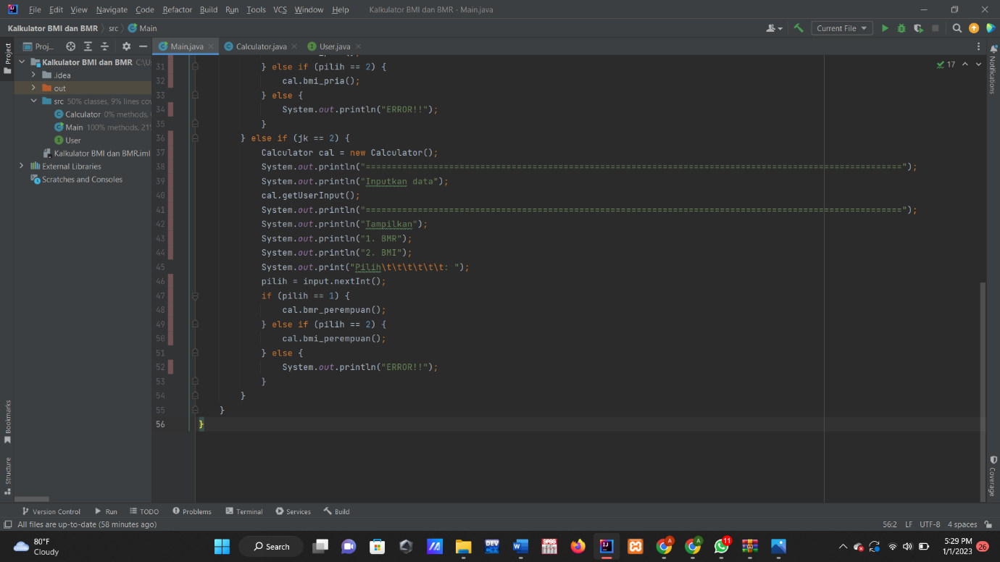 File Edit View Navigate Code Refactor Build Run Tools VCS Window Help Kalkulator BMI dan BMR - Main.java
Kalkulator BMI dan BMR src Main Current File
Project Proj... Main.java Calculator.java User.java
Kalkulator BMI dan BMR C:\U
.idea
out
src 50% classes, 9% lines cov
Calculator 0% methods,
Main 100% methods, 21%
User
Kalkulator BMI dan BMR.iml
External Libraries
Scratches and Consoles
17
31 } else if (pilih == 2) {
32 cal.bmi_pria();
33 } else {
34 System.out.println("ERROR!!");
35 }
36 } else if (jk == 2) {
37 Calculator cal = new Calculator();
38 System.out.println("=======================================================================================================");
39 System.out.println("Inputkan data");
40 cal.getUserInput();
41 System.out.println("=======================================================================================================");
42 System.out.println("Tampilkan");
43 System.out.println("1. BMR");
44 System.out.println("2. BMI");
45 System.out.print("Pilih\t\t\t\t\t\t: ");
46 pilih = input.nextInt();
47 if (pilih == 1) {
48 cal.bmr_perempuan();
49 } else if (pilih == 2) {
50 cal.bmi_perempuan();
51 } else {
52 System.out.println("ERROR!!");
53 }
54 }
55 }
56 }
Notifications
Coverage
Bookmarks
Structure
Version Control Run TODO Problems Terminal Services Build
All files are up-to-date (58 minutes ago) 56:2 LF UTF-8 4 spaces
80°F
Cloudy
Search
DEV
SPSS
A
A
11
5:29 PM
1/1/2023
26